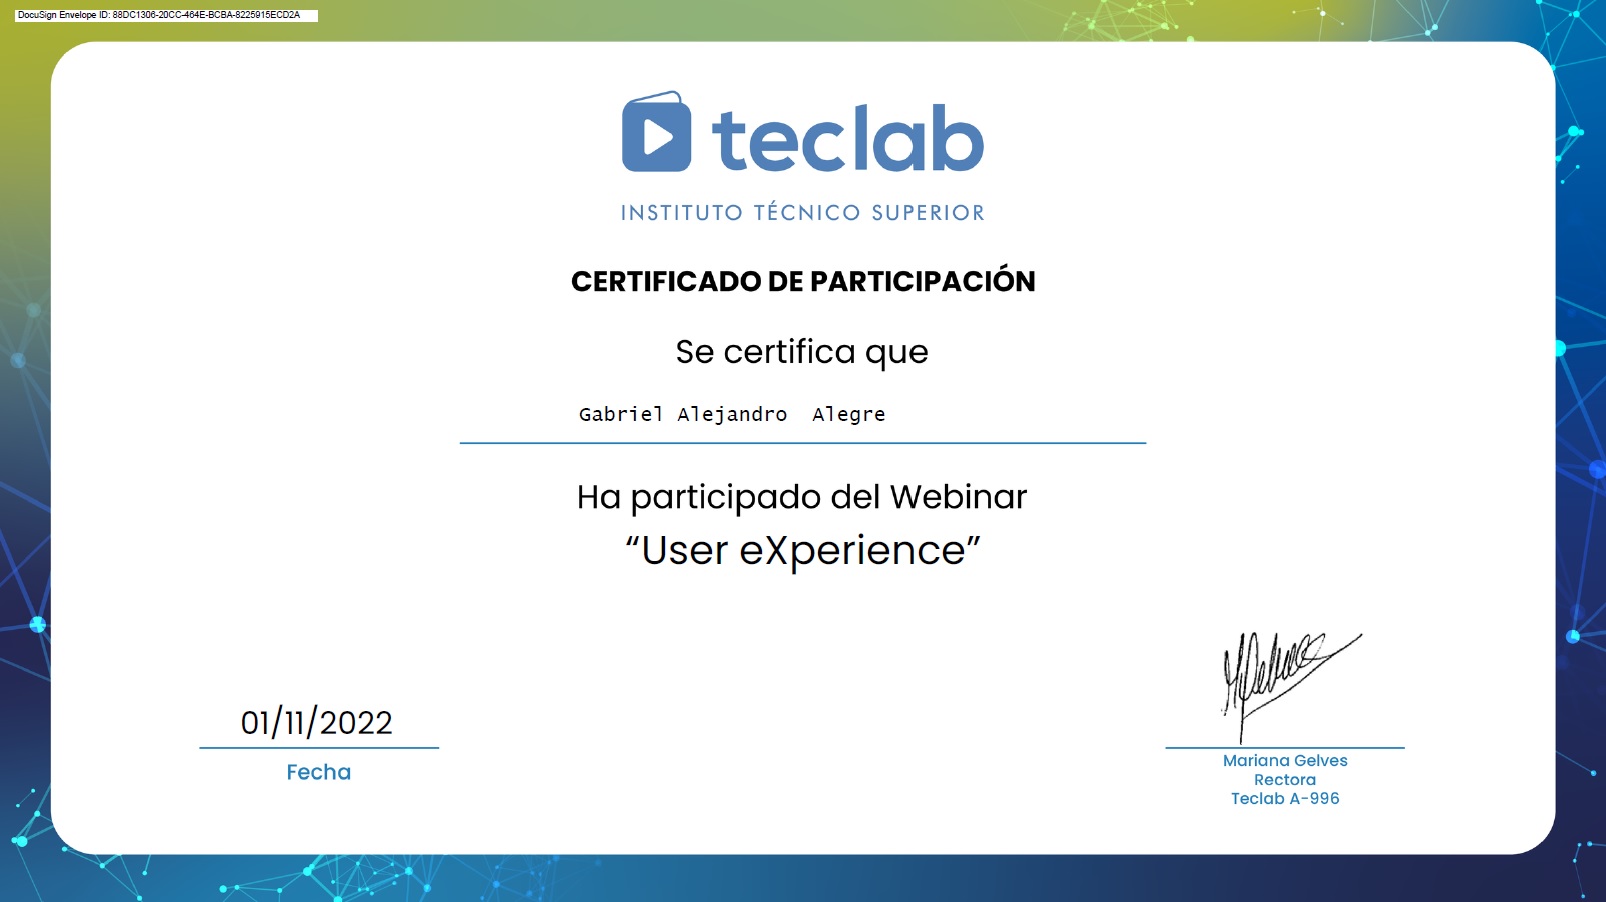 DocuSign Envelope ID: 88DC1306-20CC-464E-BCBA-8225915ECD2A
teclab
INSTITUTO TÉCNICO SUPERIOR
CERTIFICADO DE PARTICIPACIÓN
Se certifica que
Gabriel Alejandro  Alegre
Ha participado del Webinar
“User eXperience”
01/11/2022
Fecha
Mariana Gelves
Rectora
Teclab A-996